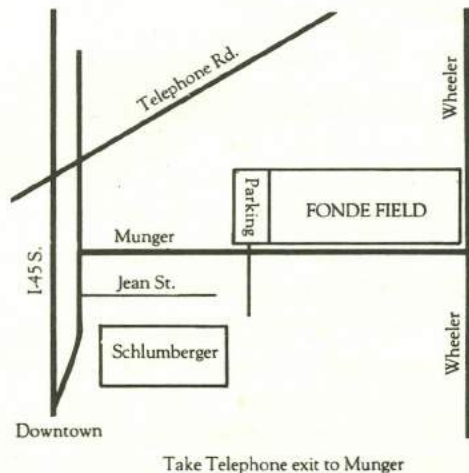 Telephone Rd.
Wheeler
Parking
FONDE FIELD
Munger
I-45 S.
Jean St.
Schlumberger
Wheeler
Downtown
Take Telephone exit to Munger